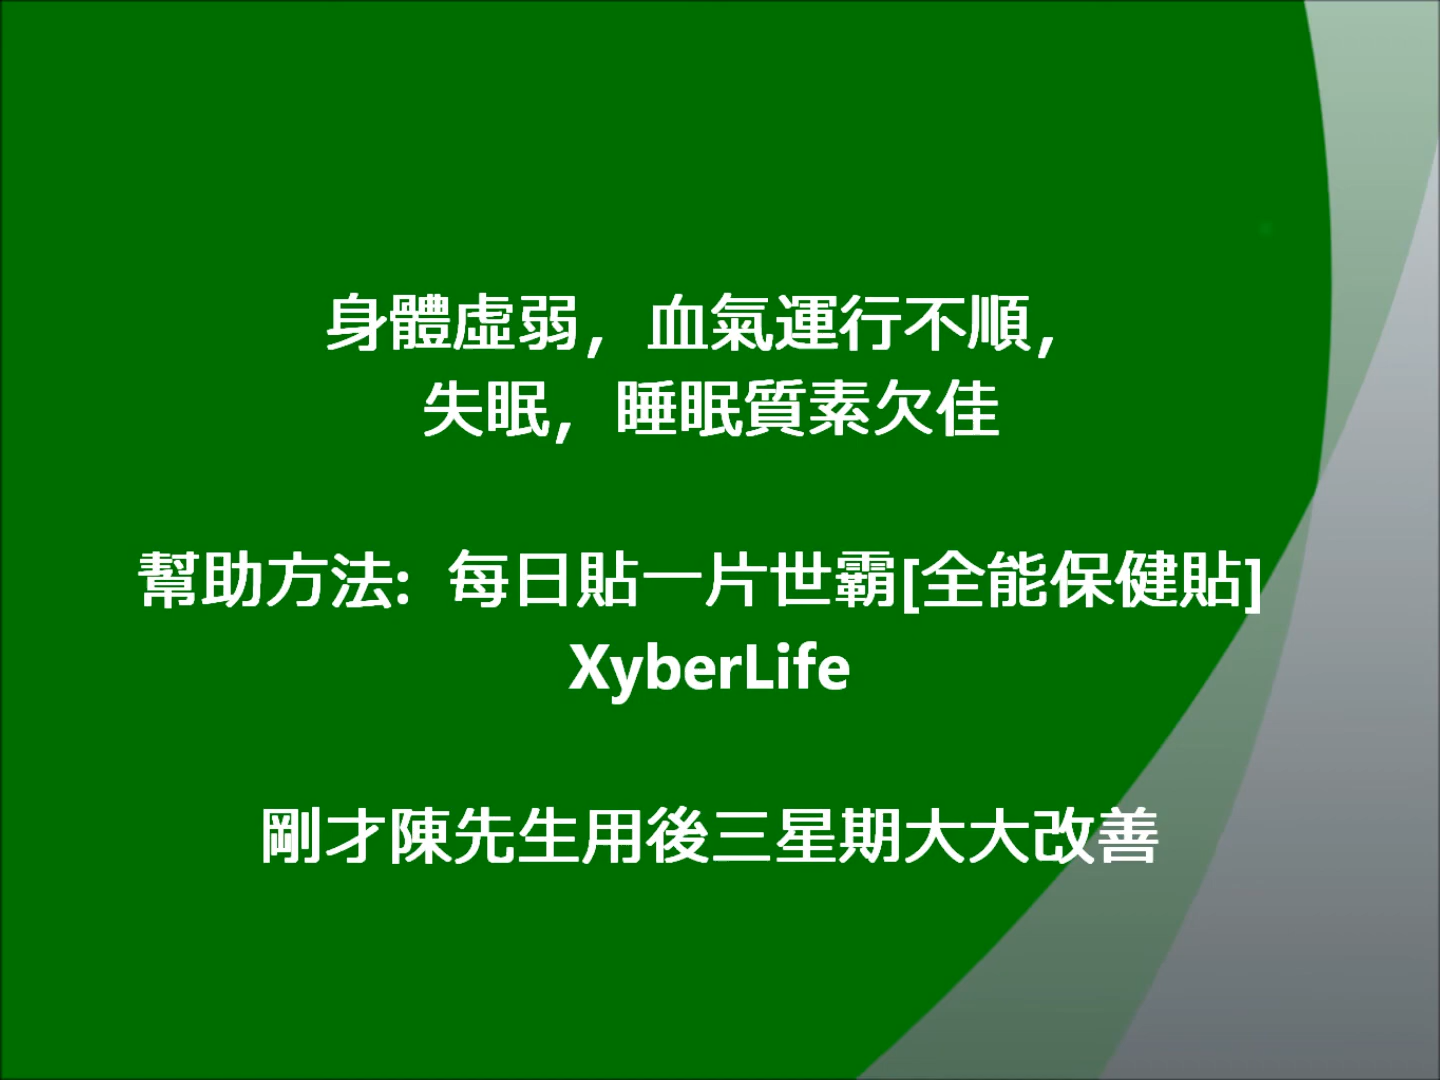 身體虛弱，血氣運行不順，
失眠，睡眠質素欠佳
幫助方法：每日貼一片世霸[全能保健貼]
XyberLife
剛才陳先生用後三星期大大改善